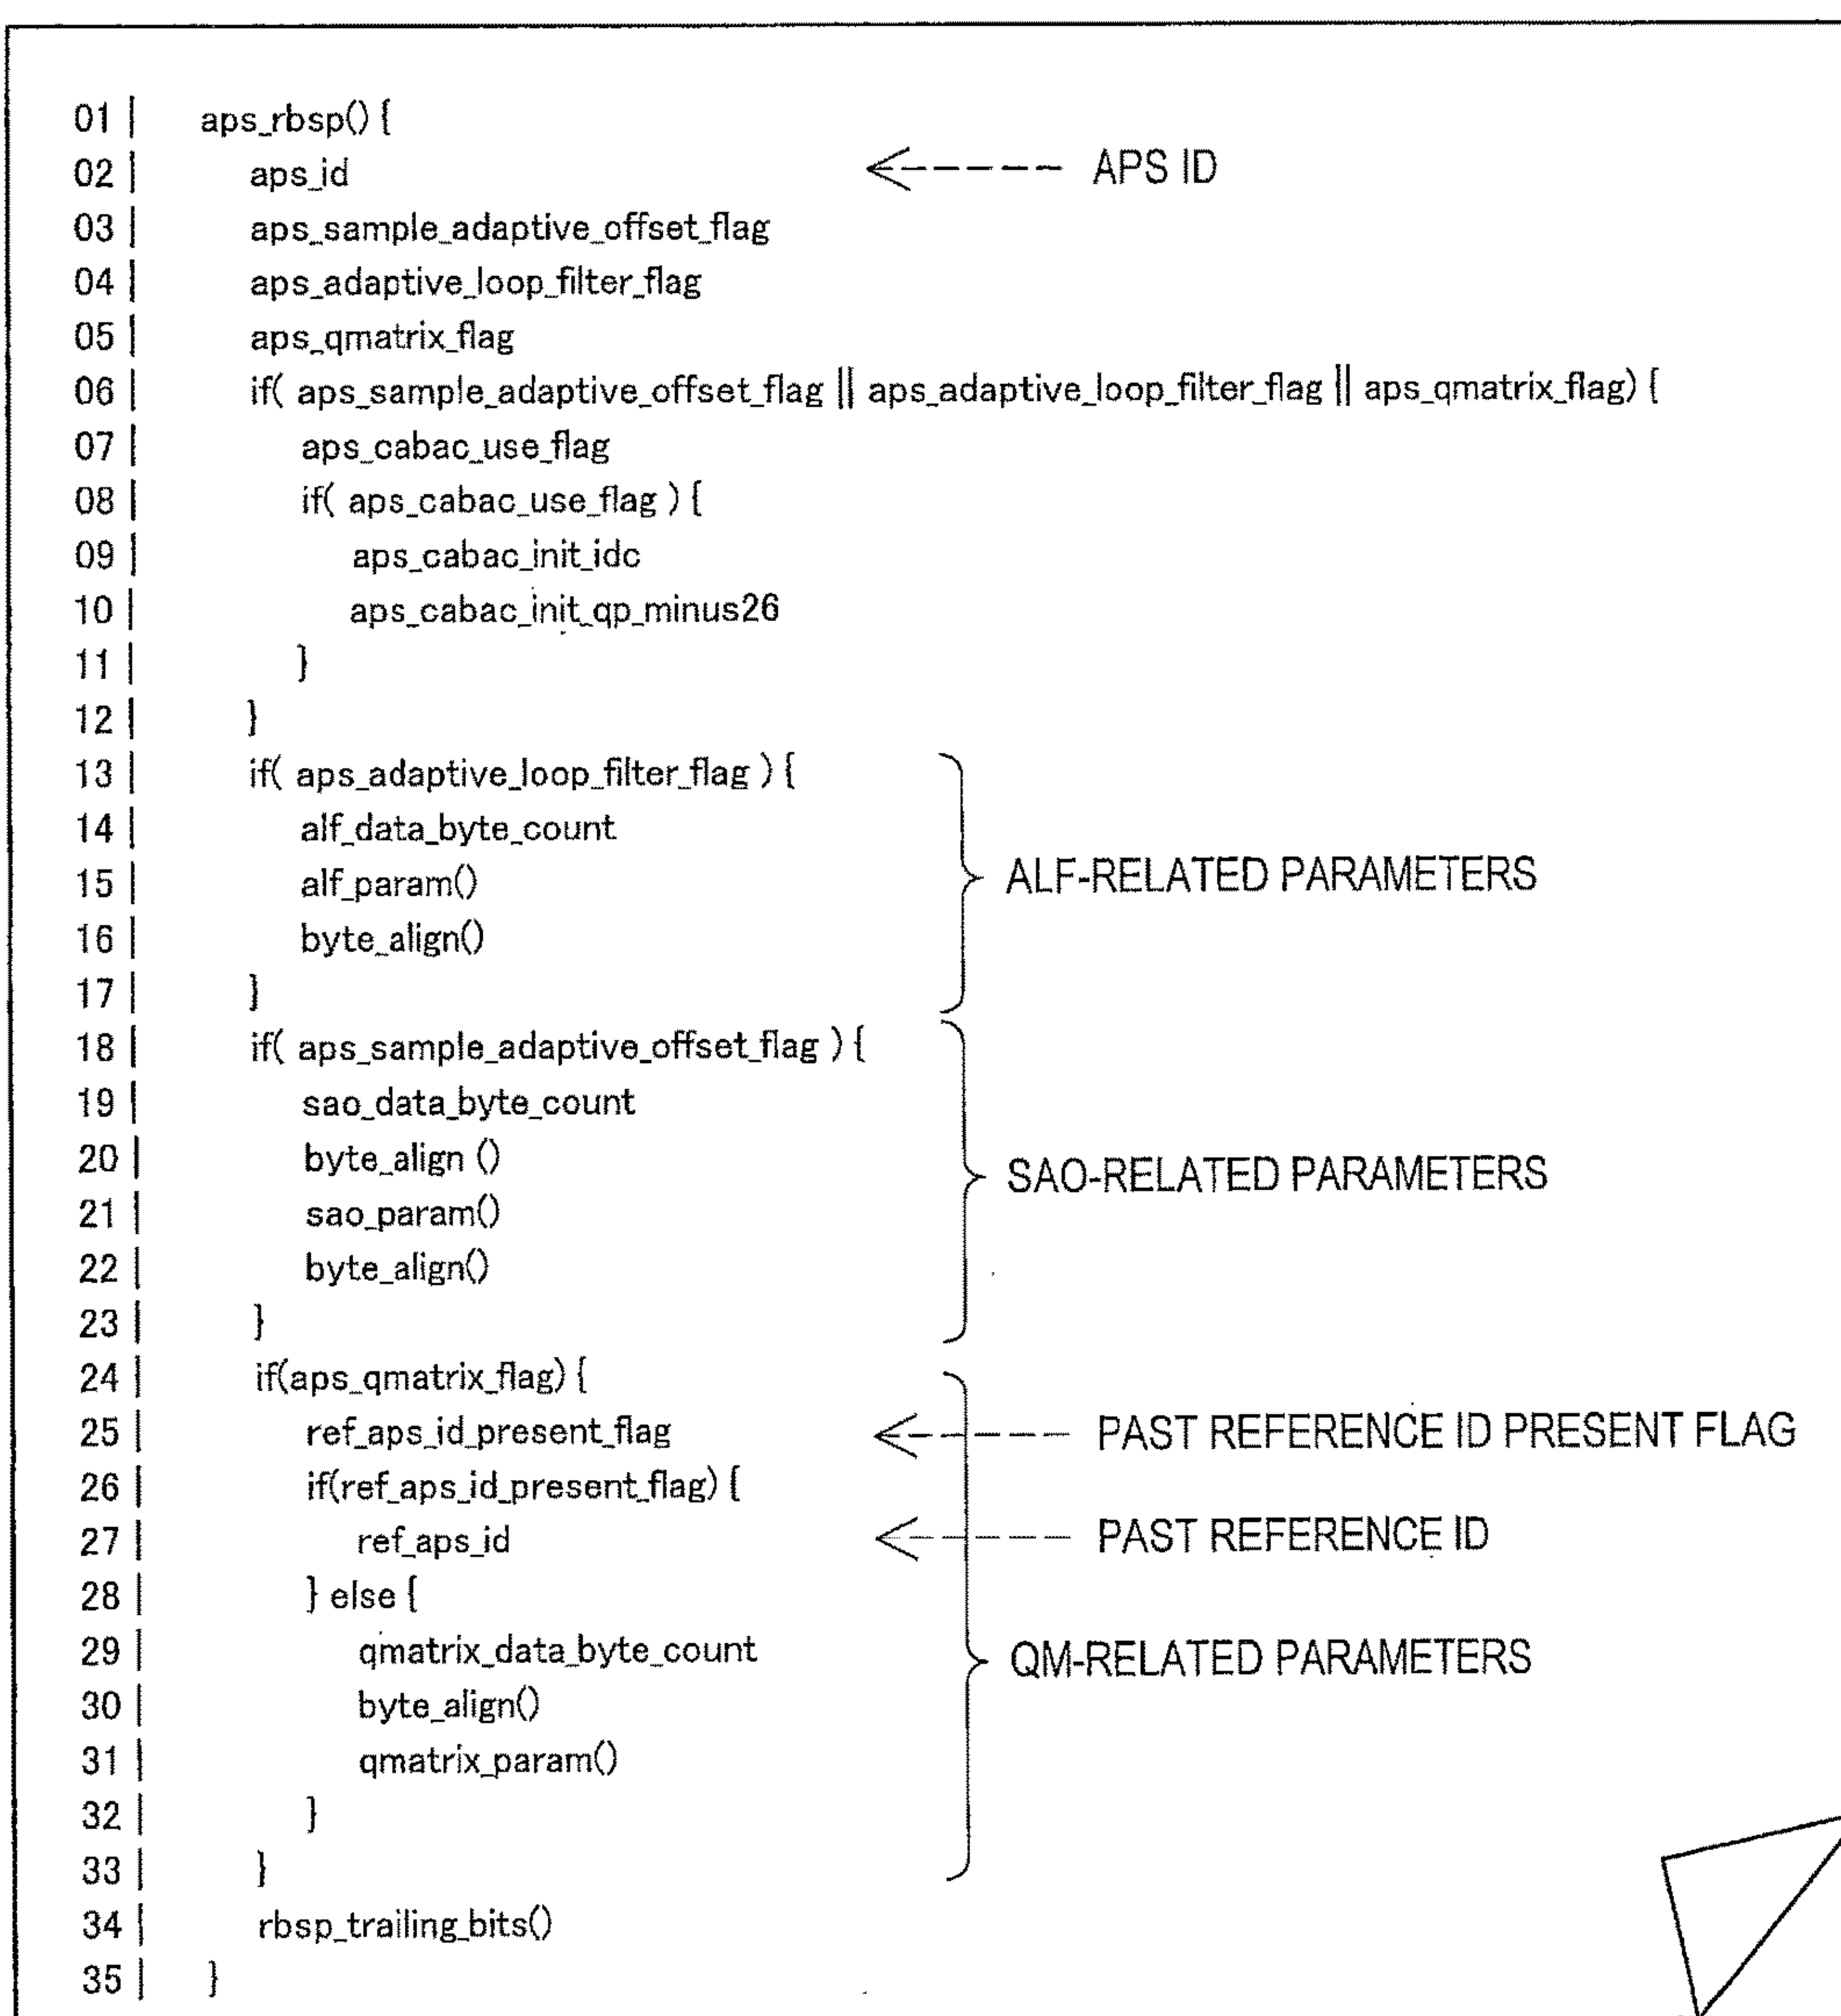 01 | aps_rbsp() {
02 | aps_id <----- APS ID
03 | aps_sample_adaptive_offset_flag
04 | aps_adaptive_loop_filter_flag
05 | aps_qmatrix_flag
06 | if( aps_sample_adaptive_offset_flag || aps_adaptive_loop_filter_flag || aps_qmatrix_flag) {
07 | aps_cabac_use_flag
08 | if( aps_cabac_use_flag ) {
09 | aps_cabac_init_idc
10 | aps_cabac_init_qp_minus26
11 | }
12 | }
13 | if( aps_adaptive_loop_filter_flag ) {
14 | alf_data_byte_count
15 | alf_param() ALF-RELATED PARAMETERS
16 | byte_align()
17 | }
18 | if( aps_sample_adaptive_offset_flag ) {
19 | sao_data_byte_count
20 | byte_align () SAO-RELATED PARAMETERS
21 | sao_param()
22 | byte_align()
23 | }
24 | if(aps_qmatrix_flag) {
25 | ref_aps_id_present_flag <----- PAST REFERENCE ID PRESENT FLAG
26 | if(ref_aps_id_present_flag) {
27 | ref_aps_id <----- PAST REFERENCE ID
28 | } else {
29 | qmatrix_data_byte_count QM-RELATED PARAMETERS
30 | byte_align()
31 | qmatrix_param()
32 | }
33 | }
34 | rbsp_trailing_bits()
35 | }